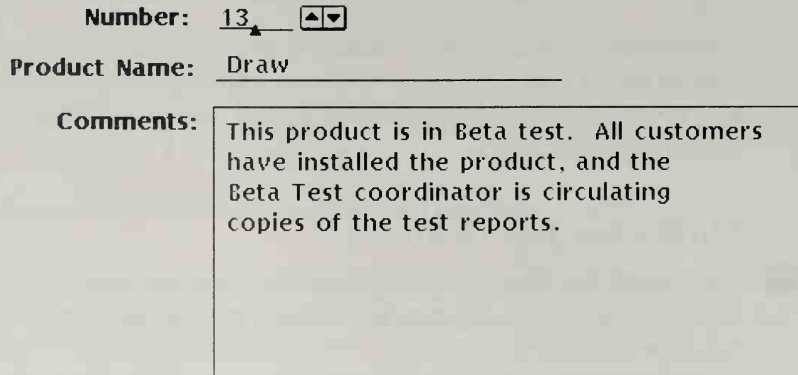 Number: 13
Product Name: Draw
Comments: This product is in Beta test. All customers
have installed the product, and the
Beta Test coordinator is circulating
copies of the test reports.